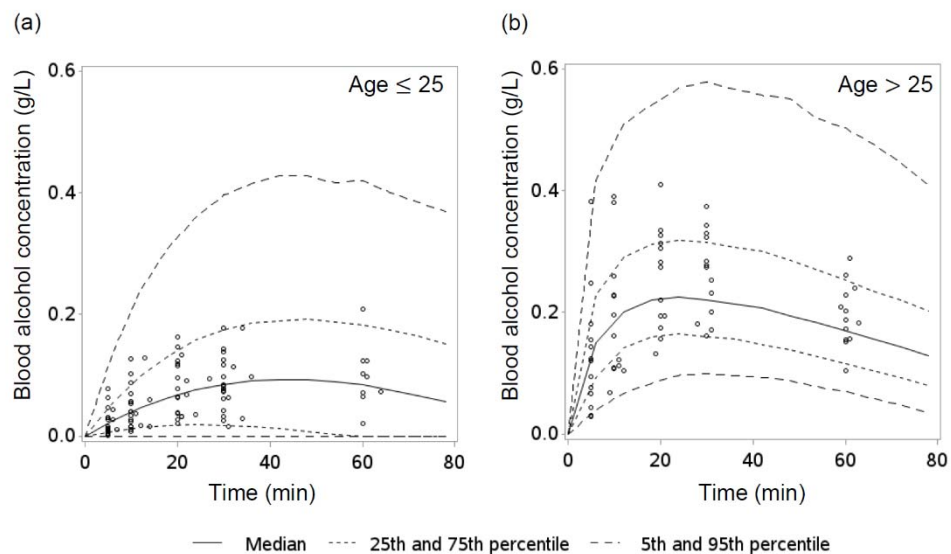 (a)
Age ≤ 25
Blood alcohol concentration (g/L)
0.6
0.4
0.2
0.0
0 20 40 60 80
Time (min)
(b)
Age > 25
Blood alcohol concentration (g/L)
0.6
0.4
0.2
0.0
0 20 40 60 80
Time (min)
Median 25th and 75th percentile 5th and 95th percentile